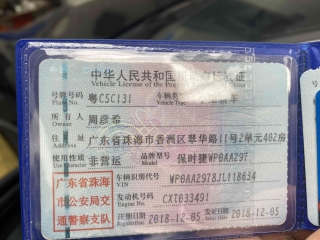 中华人民共和国机动车行驶证
Vehicle License of the People's Republic of China
号牌号码 粤C5C131 车辆类型
Plate No. Vehicle Type
所有人 周彦希
Owner
住址 广东省珠海市香洲区翠华路11号2单元402房
Address
使用性质 非营运 品牌型号 保时捷WP0AA29T
Use Character Model
广东省珠海
市公安局交
通警察支队
车辆识别代号 WP0AA2978JL118634
VIN
发动机号码 CXT033491
Engine No.
注册日期 2018-12-05 发证日期 2018-12-05
Register Date Issue Date